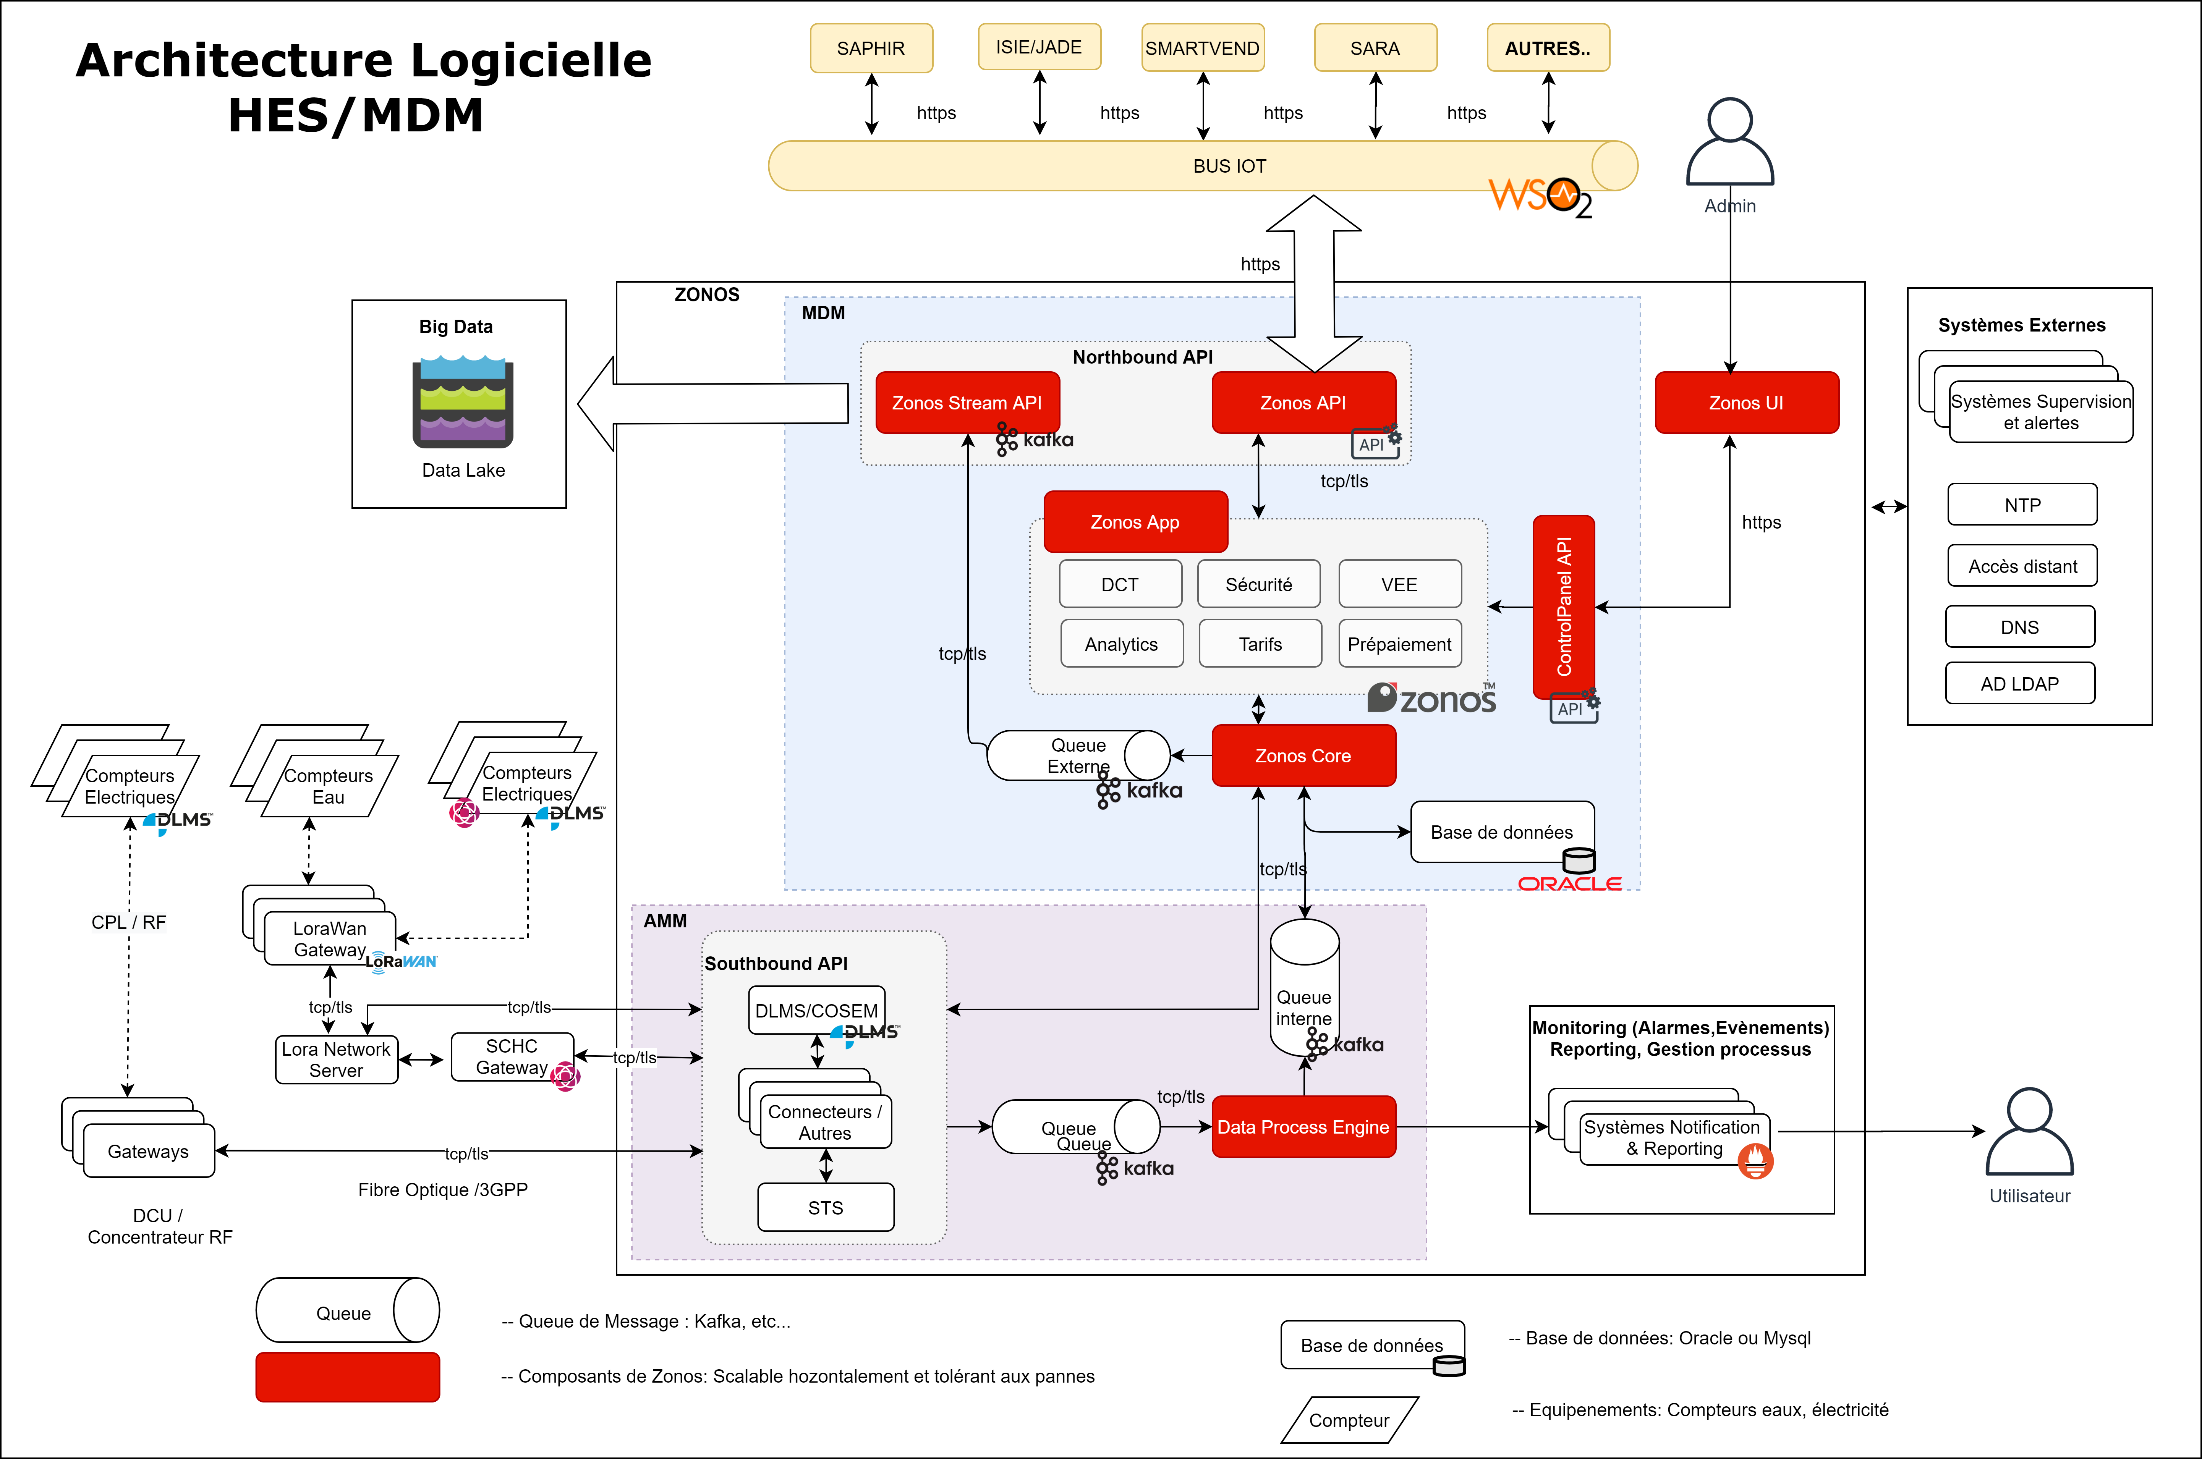 Architecture Logicielle
HES/MDM
SAPHIR
ISIE/JADE
SMARTVEND
SARA
AUTRES..
https
https
https
https
BUS IOT
WSO2
Admin
https
ZONOS
MDM
Big Data
Data Lake
Northbound API
Zonos Stream API
kafka
Zonos API
API
Zonos UI
Systèmes Externes
Systèmes Supervision
et alertes
NTP
Accès distant
DNS
AD LDAP
tcp/tls
https
Zonos App
DCT
Sécurité
VEE
Analytics
Tarifs
Prépaiement
zonos™
ControlPanel API
API
tcp/tls
Queue
Externe
kafka
Zonos Core
Base de données
ORACLE
tcp/tls
Compteurs
Electriques
DLMS™
Compteurs
Eau
Compteurs
Electriques
DLMS™
CPL / RF
LoraWan
Gateway
LoRaWAN
tcp/tls
tcp/tls
Lora Network
Server
SCHC
Gateway
tcp/tls
Gateways
tcp/tls
Fibre Optique /3GPP
DCU /
Concentrateur RF
AMM
Southbound API
DLMS/COSEM
DLMS™
Connecteurs /
Autres
STS
Queue
Queue
kafka
tcp/tls
Queue
interne
kafka
Data Process Engine
Monitoring (Alarmes,Evènements)
Reporting, Gestion processus
Systèmes Notification
& Reporting
Utilisateur
Queue
-- Queue de Message : Kafka, etc...
-- Composants de Zonos: Scalable hozontalement et tolérant aux pannes
Base de données
-- Base de données: Oracle ou Mysql
Compteur
-- Equipenements: Compteurs eaux, électricité